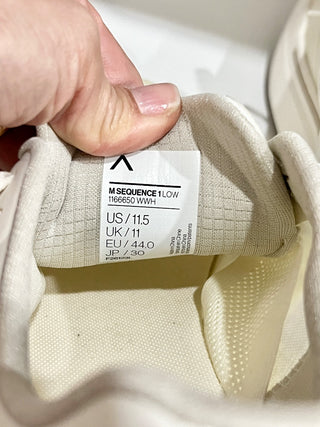 M SEQUENCE 1 LOW
1166650 WWH
US / 11.5
UK / 11
EU / 44.0
JP / 30